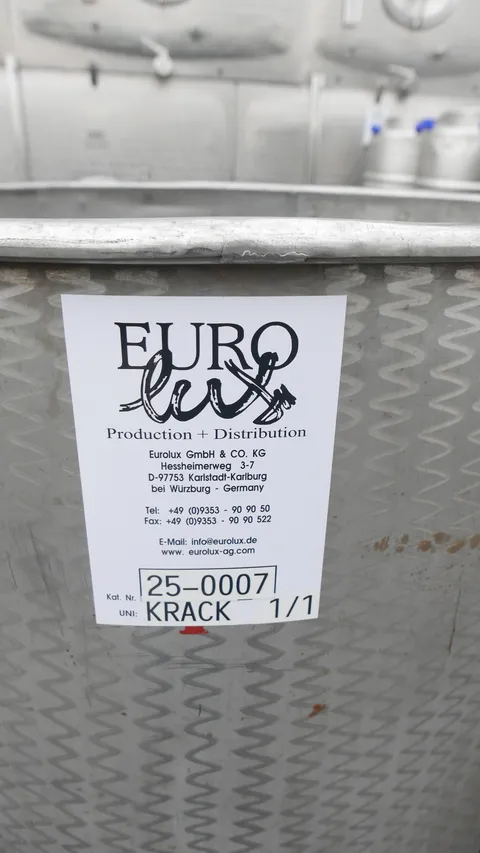 EURO
lux
Production + Distribution
Eurolux GmbH & CO. KG
Hessheimerweg 3-7
D-97753 Karlstadt-Karlburg
bei Würzburg - Germany
Tel: +49 (0)9353 - 90 90 50
Fax: +49 (0)9353 - 90 90 522
E-Mail: info@eurolux.de
www. eurolux-ag.com
Kat. Nr. 25-0007
UNI: KRACK 1/1